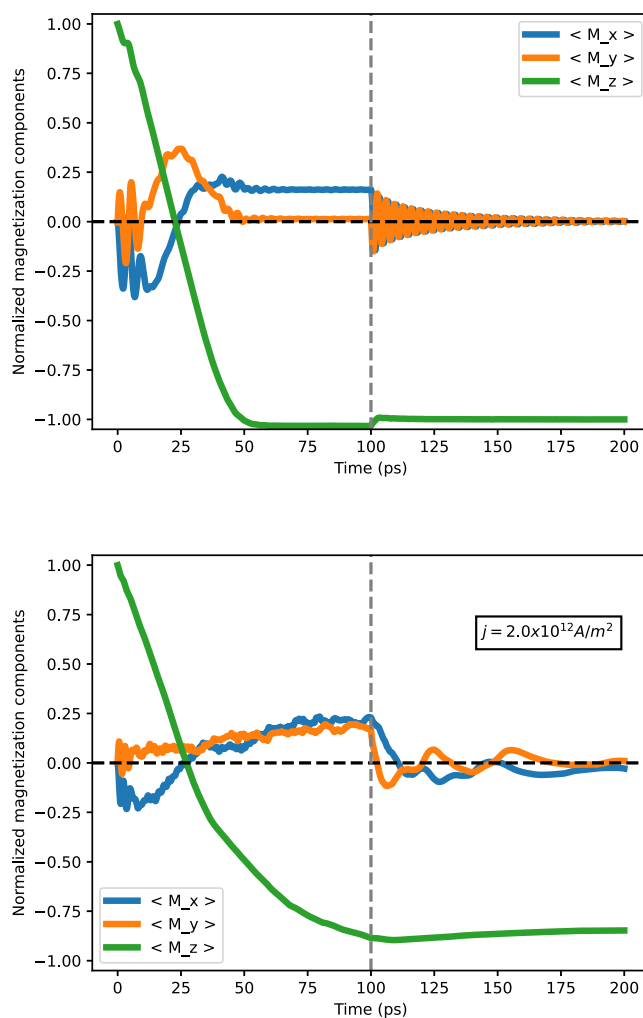 1.00
0.75
0.50
0.25
0.00
−0.25
−0.50
−0.75
−1.00
Normalized magnetization components
< M_x >
< M_y >
< M_z >
0 25 50 75 100 125 150 175 200
Time (ps)
1.00
0.75
0.50
0.25
0.00
−0.25
−0.50
−0.75
−1.00
Normalized magnetization components
j = 2.0x10¹²A/m²
< M_x >
< M_y >
< M_z >
0 25 50 75 100 125 150 175 200
Time (ps)